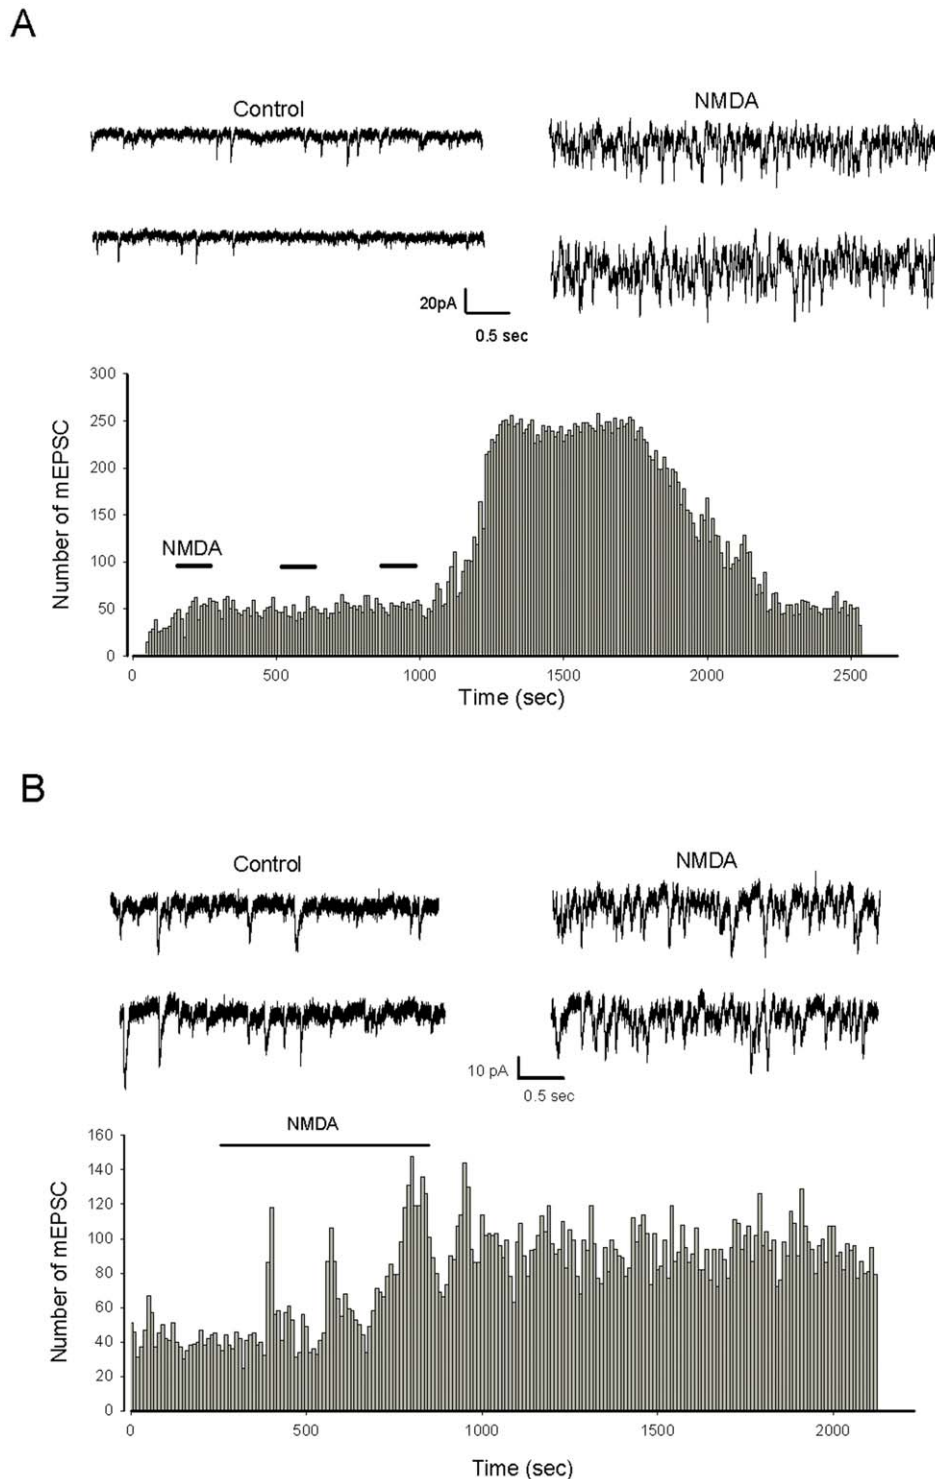 A
Control
NMDA
20pA
0.5 sec
300
250
200
150
100
50
0
Number of mEPSC
NMDA
0
500
1000
1500
2000
2500
Time (sec)
B
Control
NMDA
10 pA
0.5 sec
NMDA
160
140
120
100
80
60
40
20
0
Number of mEPSC
0
500
1000
1500
2000
Time (sec)